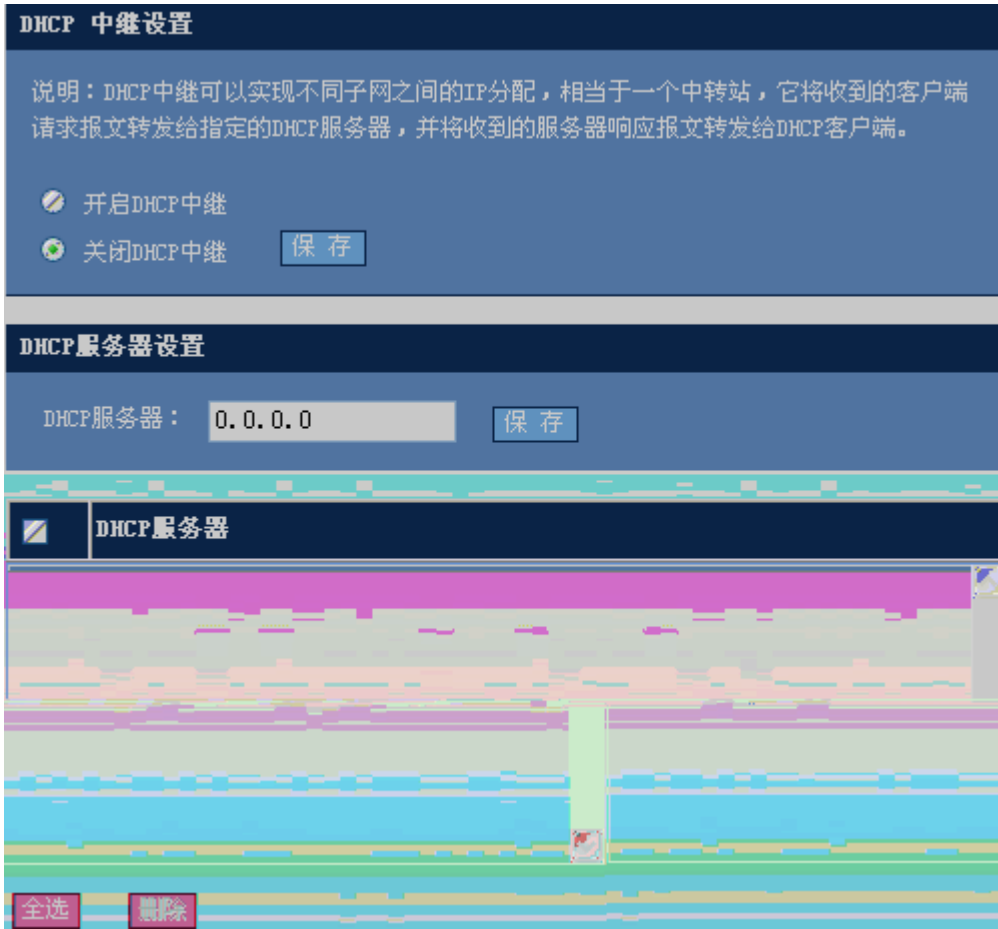 DHCP 中继设置
说明：DHCP中继可以实现不同子网之间的IP分配，相当于一个中转站，它将收到的客户端
请求报文转发给指定的DHCP服务器，并将收到的服务器响应报文转发给DHCP客户端。
开启DHCP中继
关闭DHCP中继 保 存
DHCP服务器设置
DHCP服务器： 0.0.0.0 保 存
DHCP服务器
全选 删除